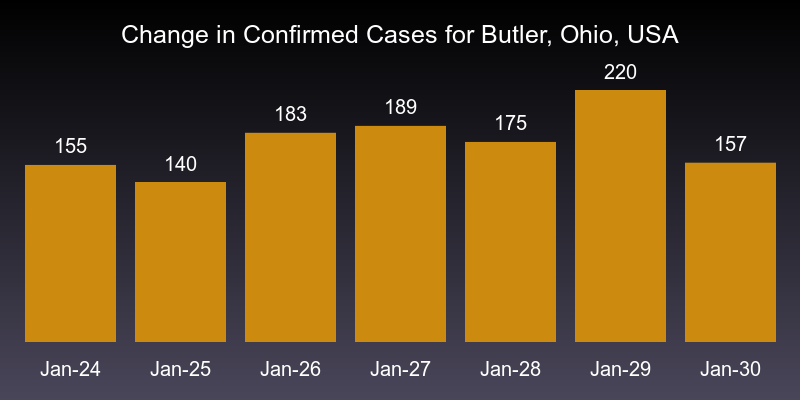 Change in Confirmed Cases for Butler, Ohio, USA
155
140
183
189
175
220
157
Jan-24
Jan-25
Jan-26
Jan-27
Jan-28
Jan-29
Jan-30